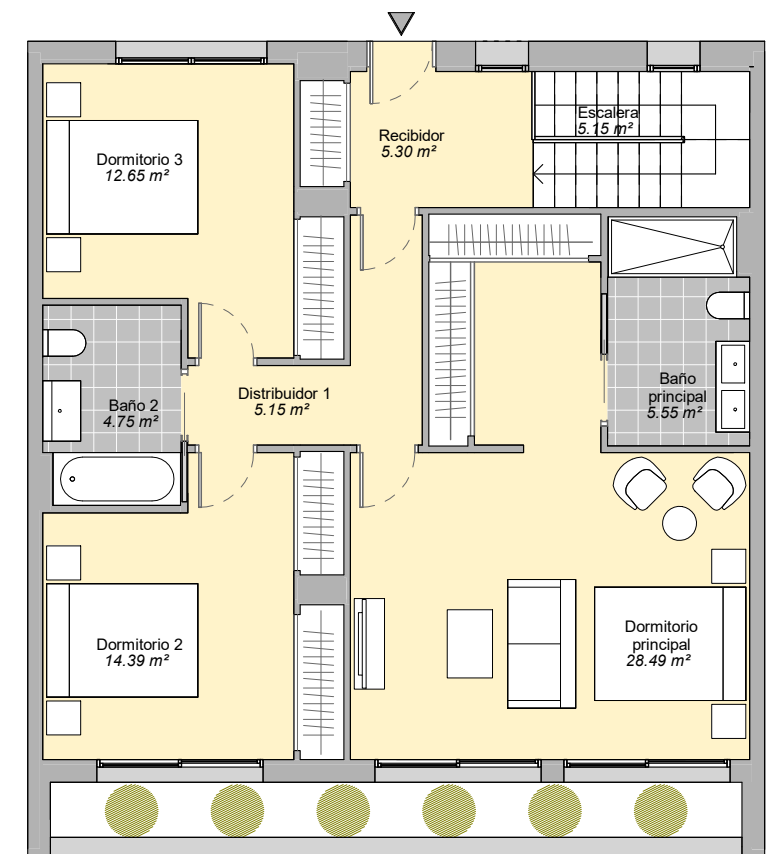 Escalera
5.15 m²
Recibidor
5.30 m²
Dormitorio 3
12.65 m²
Distribuidor 1
5.15 m²
Baño 2
4.75 m²
Baño
principal
5.55 m²
Dormitorio 2
14.39 m²
Dormitorio
principal
28.49 m²